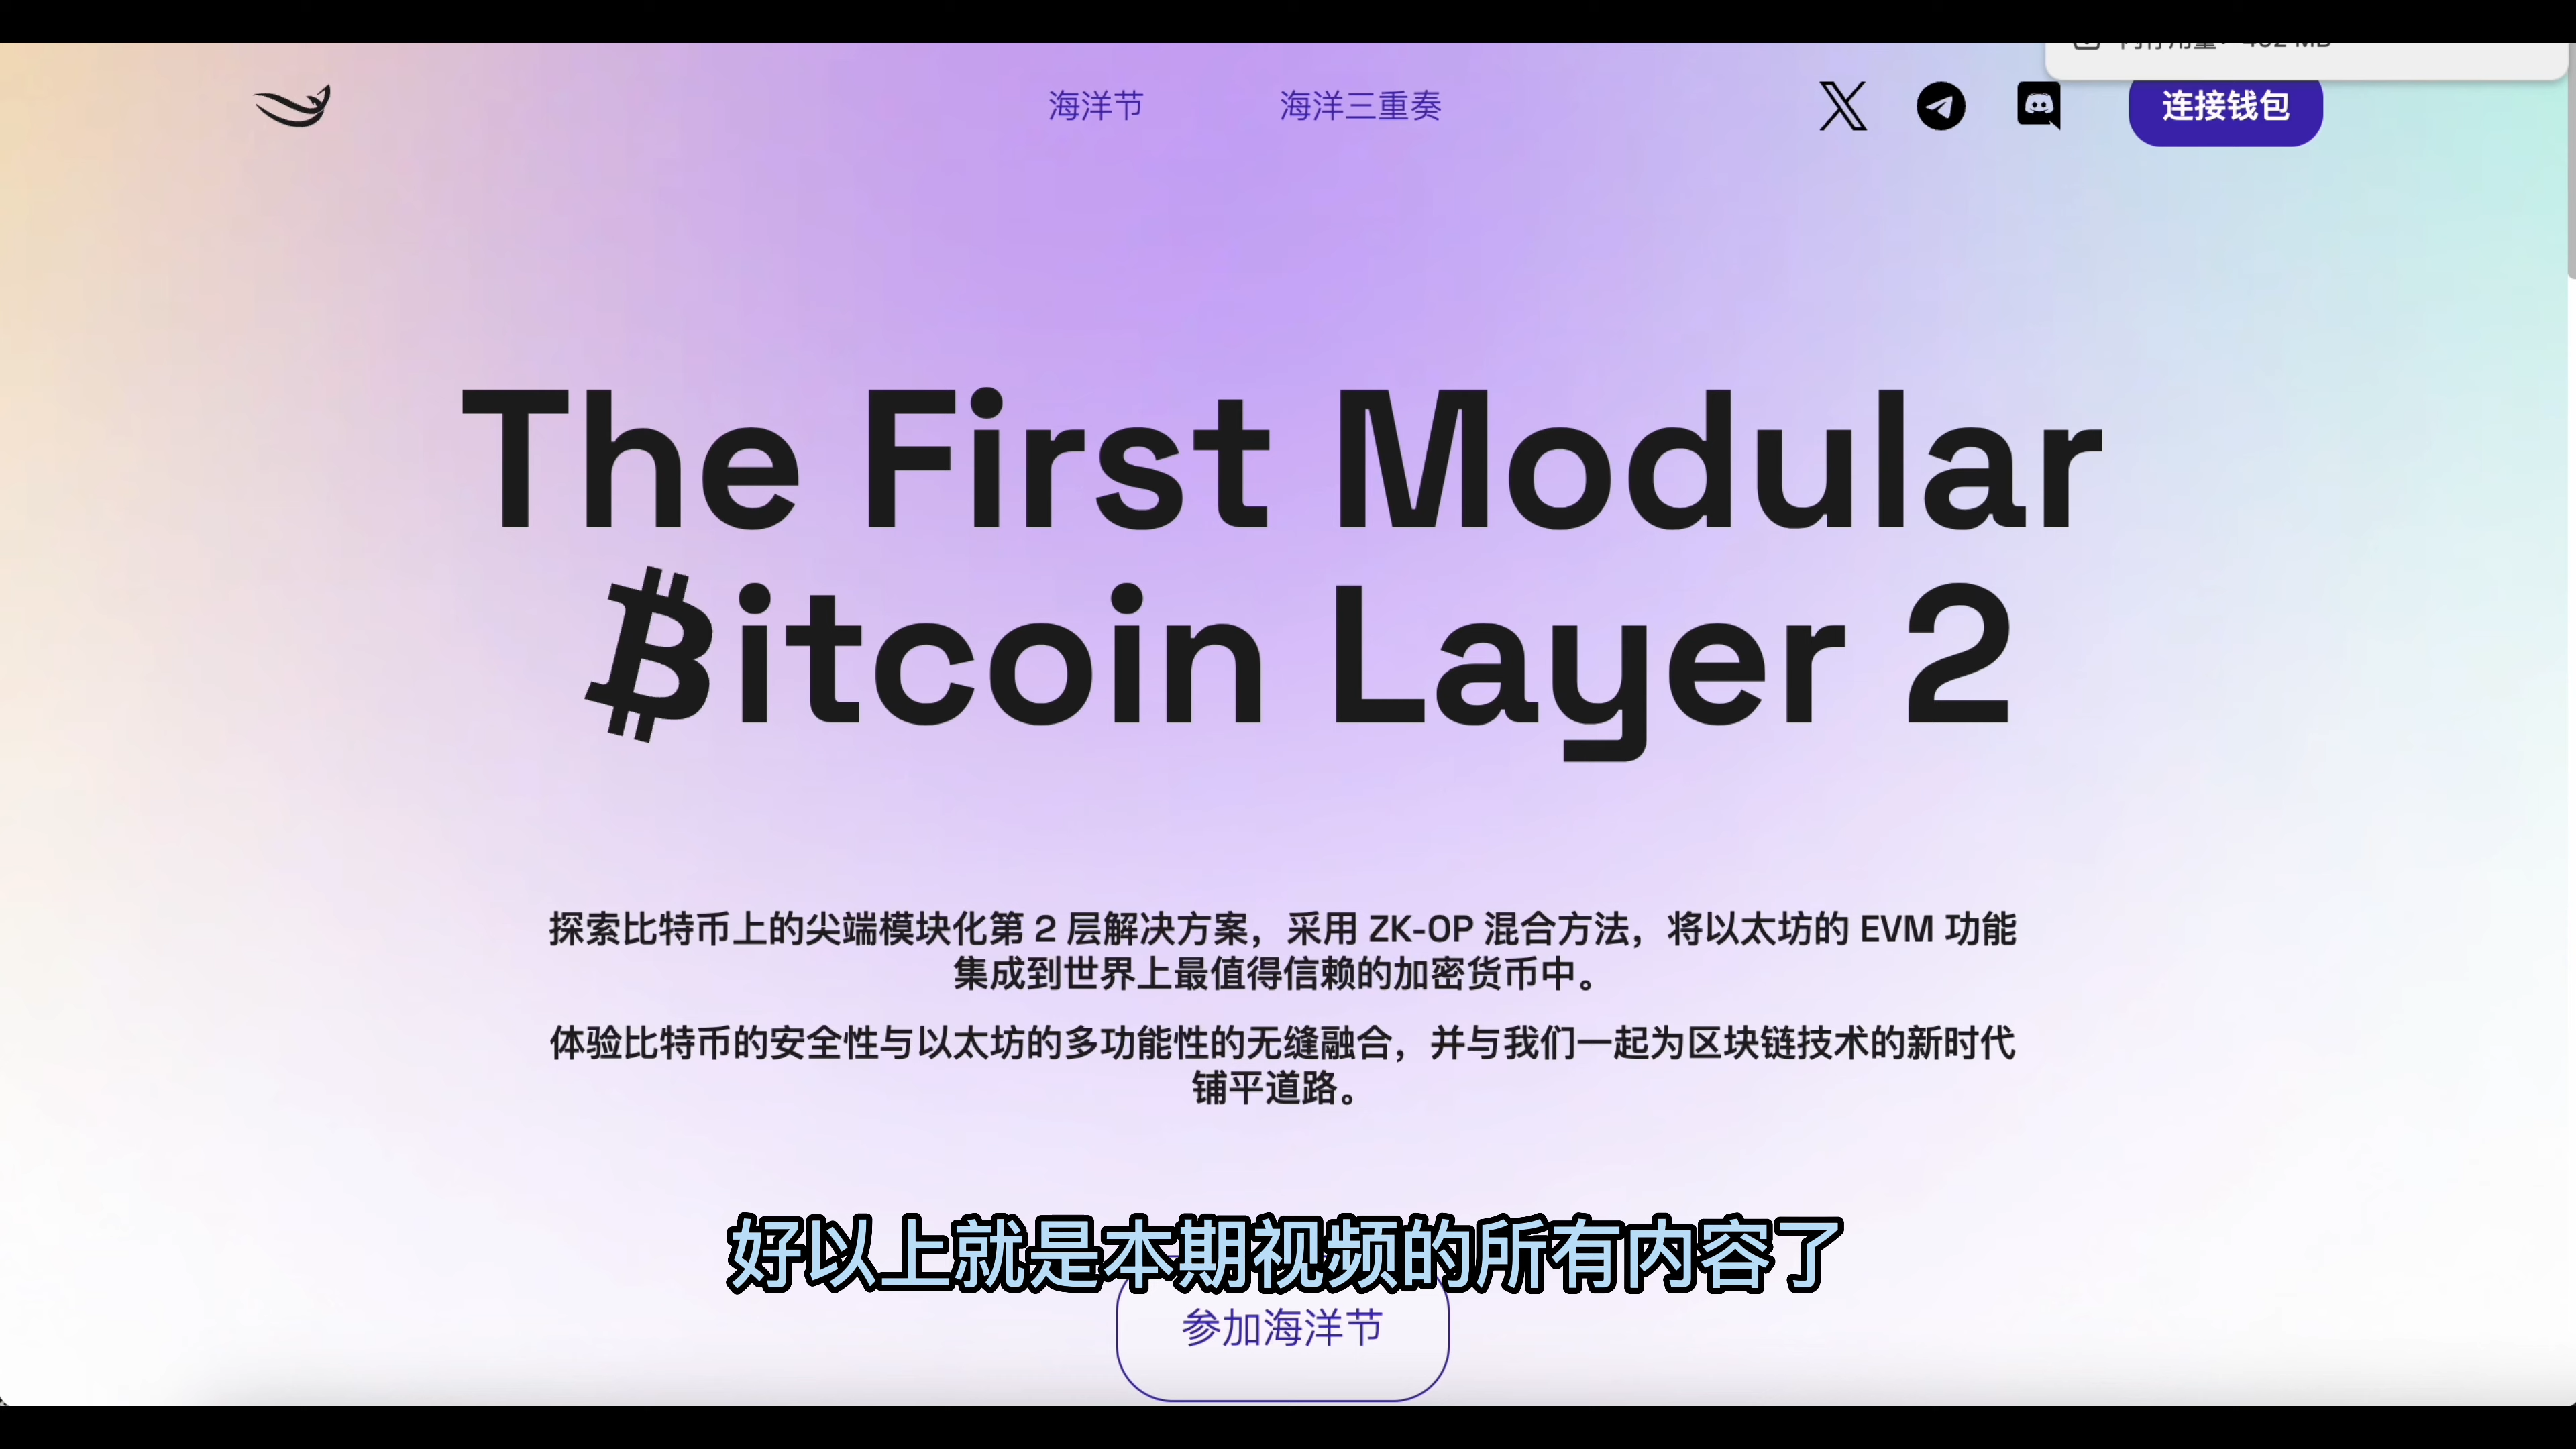 海洋节
海洋三重奏
连接钱包
The First Modular
₿itcoin Layer 2
探索比特币上的尖端模块化第 2 层解决方案，采用 ZK-OP 混合方法，将以太坊的 EVM 功能
集成到世界上最值得信赖的加密货币中。
体验比特币的安全性与以太坊的多功能性的无缝融合，并与我们一起为区块链技术的新时代
铺平道路。
好以上就是本期视频的所有内容了
参加海洋节